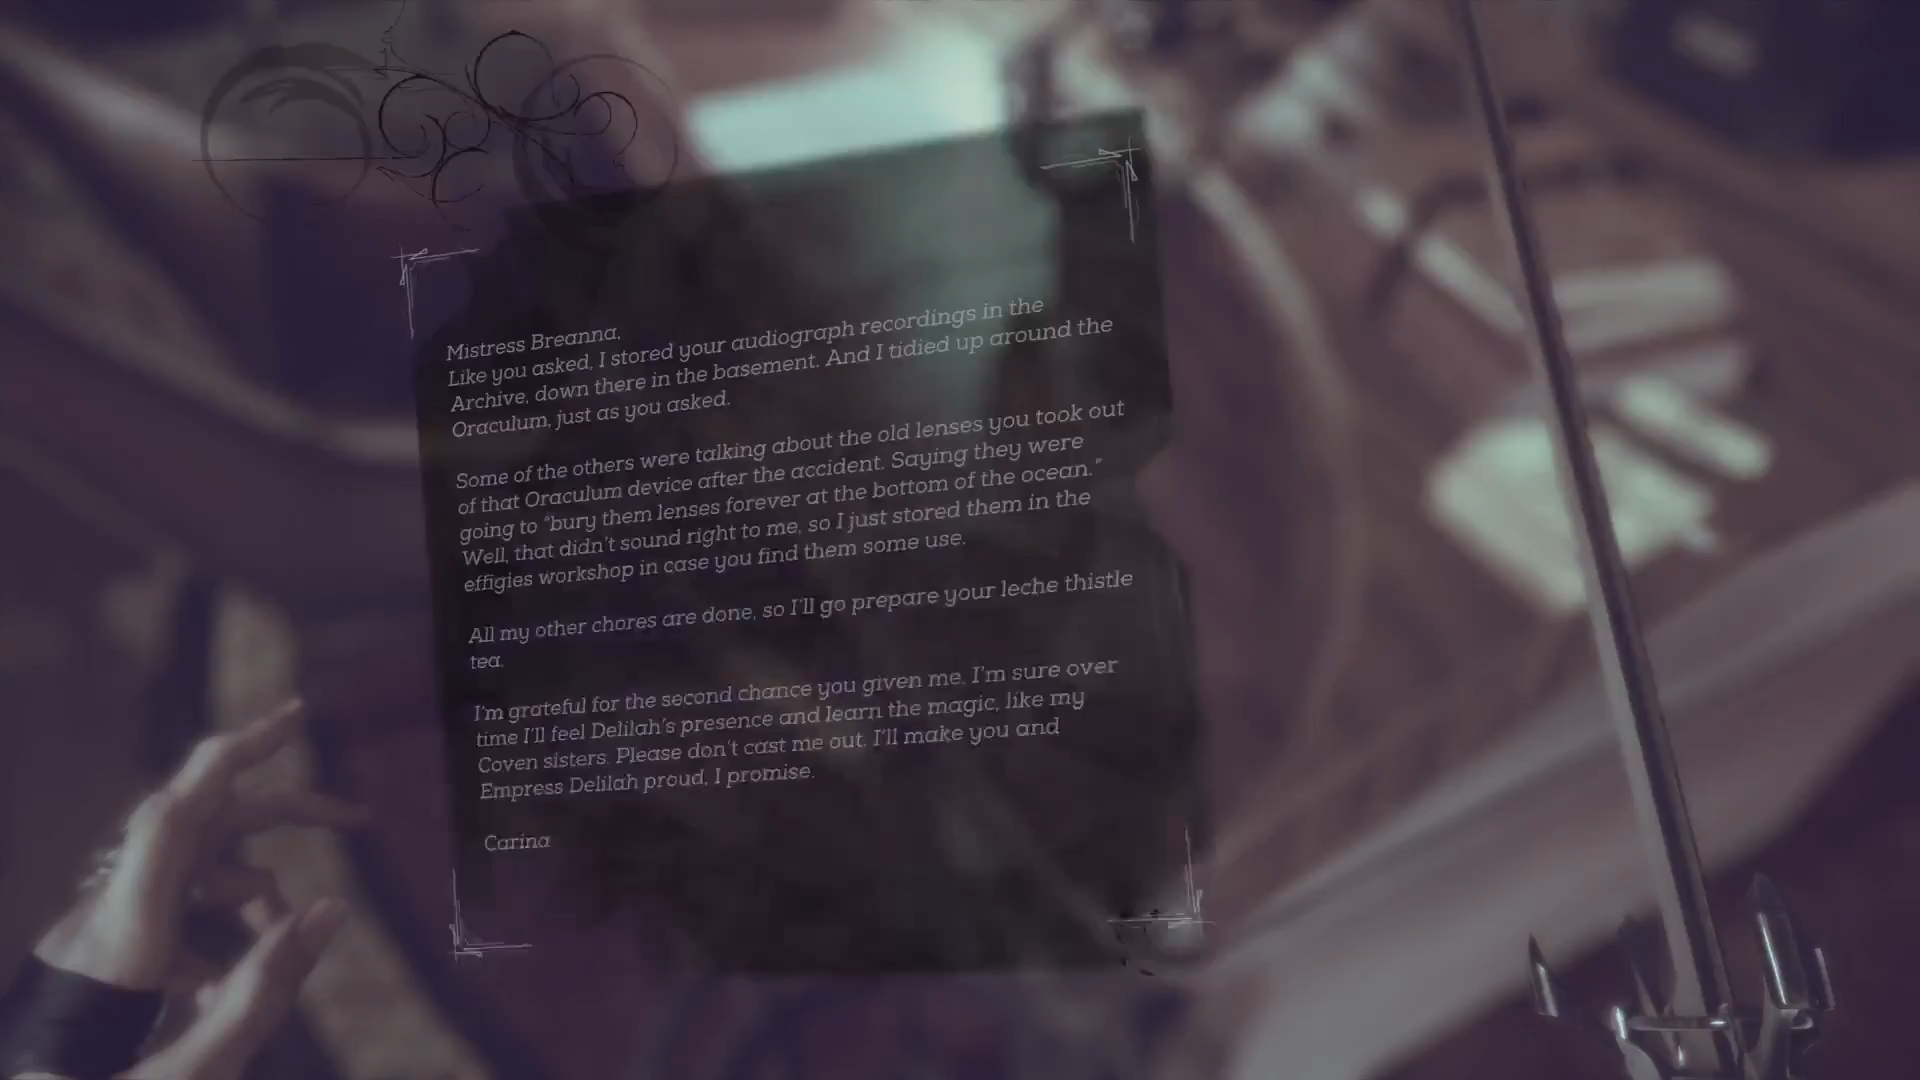 Mistress Breanna,
Like you asked, I stored your audiograph recordings in the
Archive, down there in the basement. And I tidied up around the
Oraculum, just as you asked.
Some of the others were talking about the old lenses you took out
of that Oraculum device after the accident. Saying they were
going to "bury them lenses forever at the bottom of the ocean."
Well, that didn't sound right to me, so I just stored them in the
effigies workshop in case you find them some use.
All my other chores are done, so I'll go prepare your leche thistle
tea.
I'm grateful for the second chance you given me. I'm sure over
time I'll feel Delilah's presence and learn the magic, like my
Coven sisters. Please don't cast me out. I'll make you and
Empress Delilah proud, I promise.
Carina